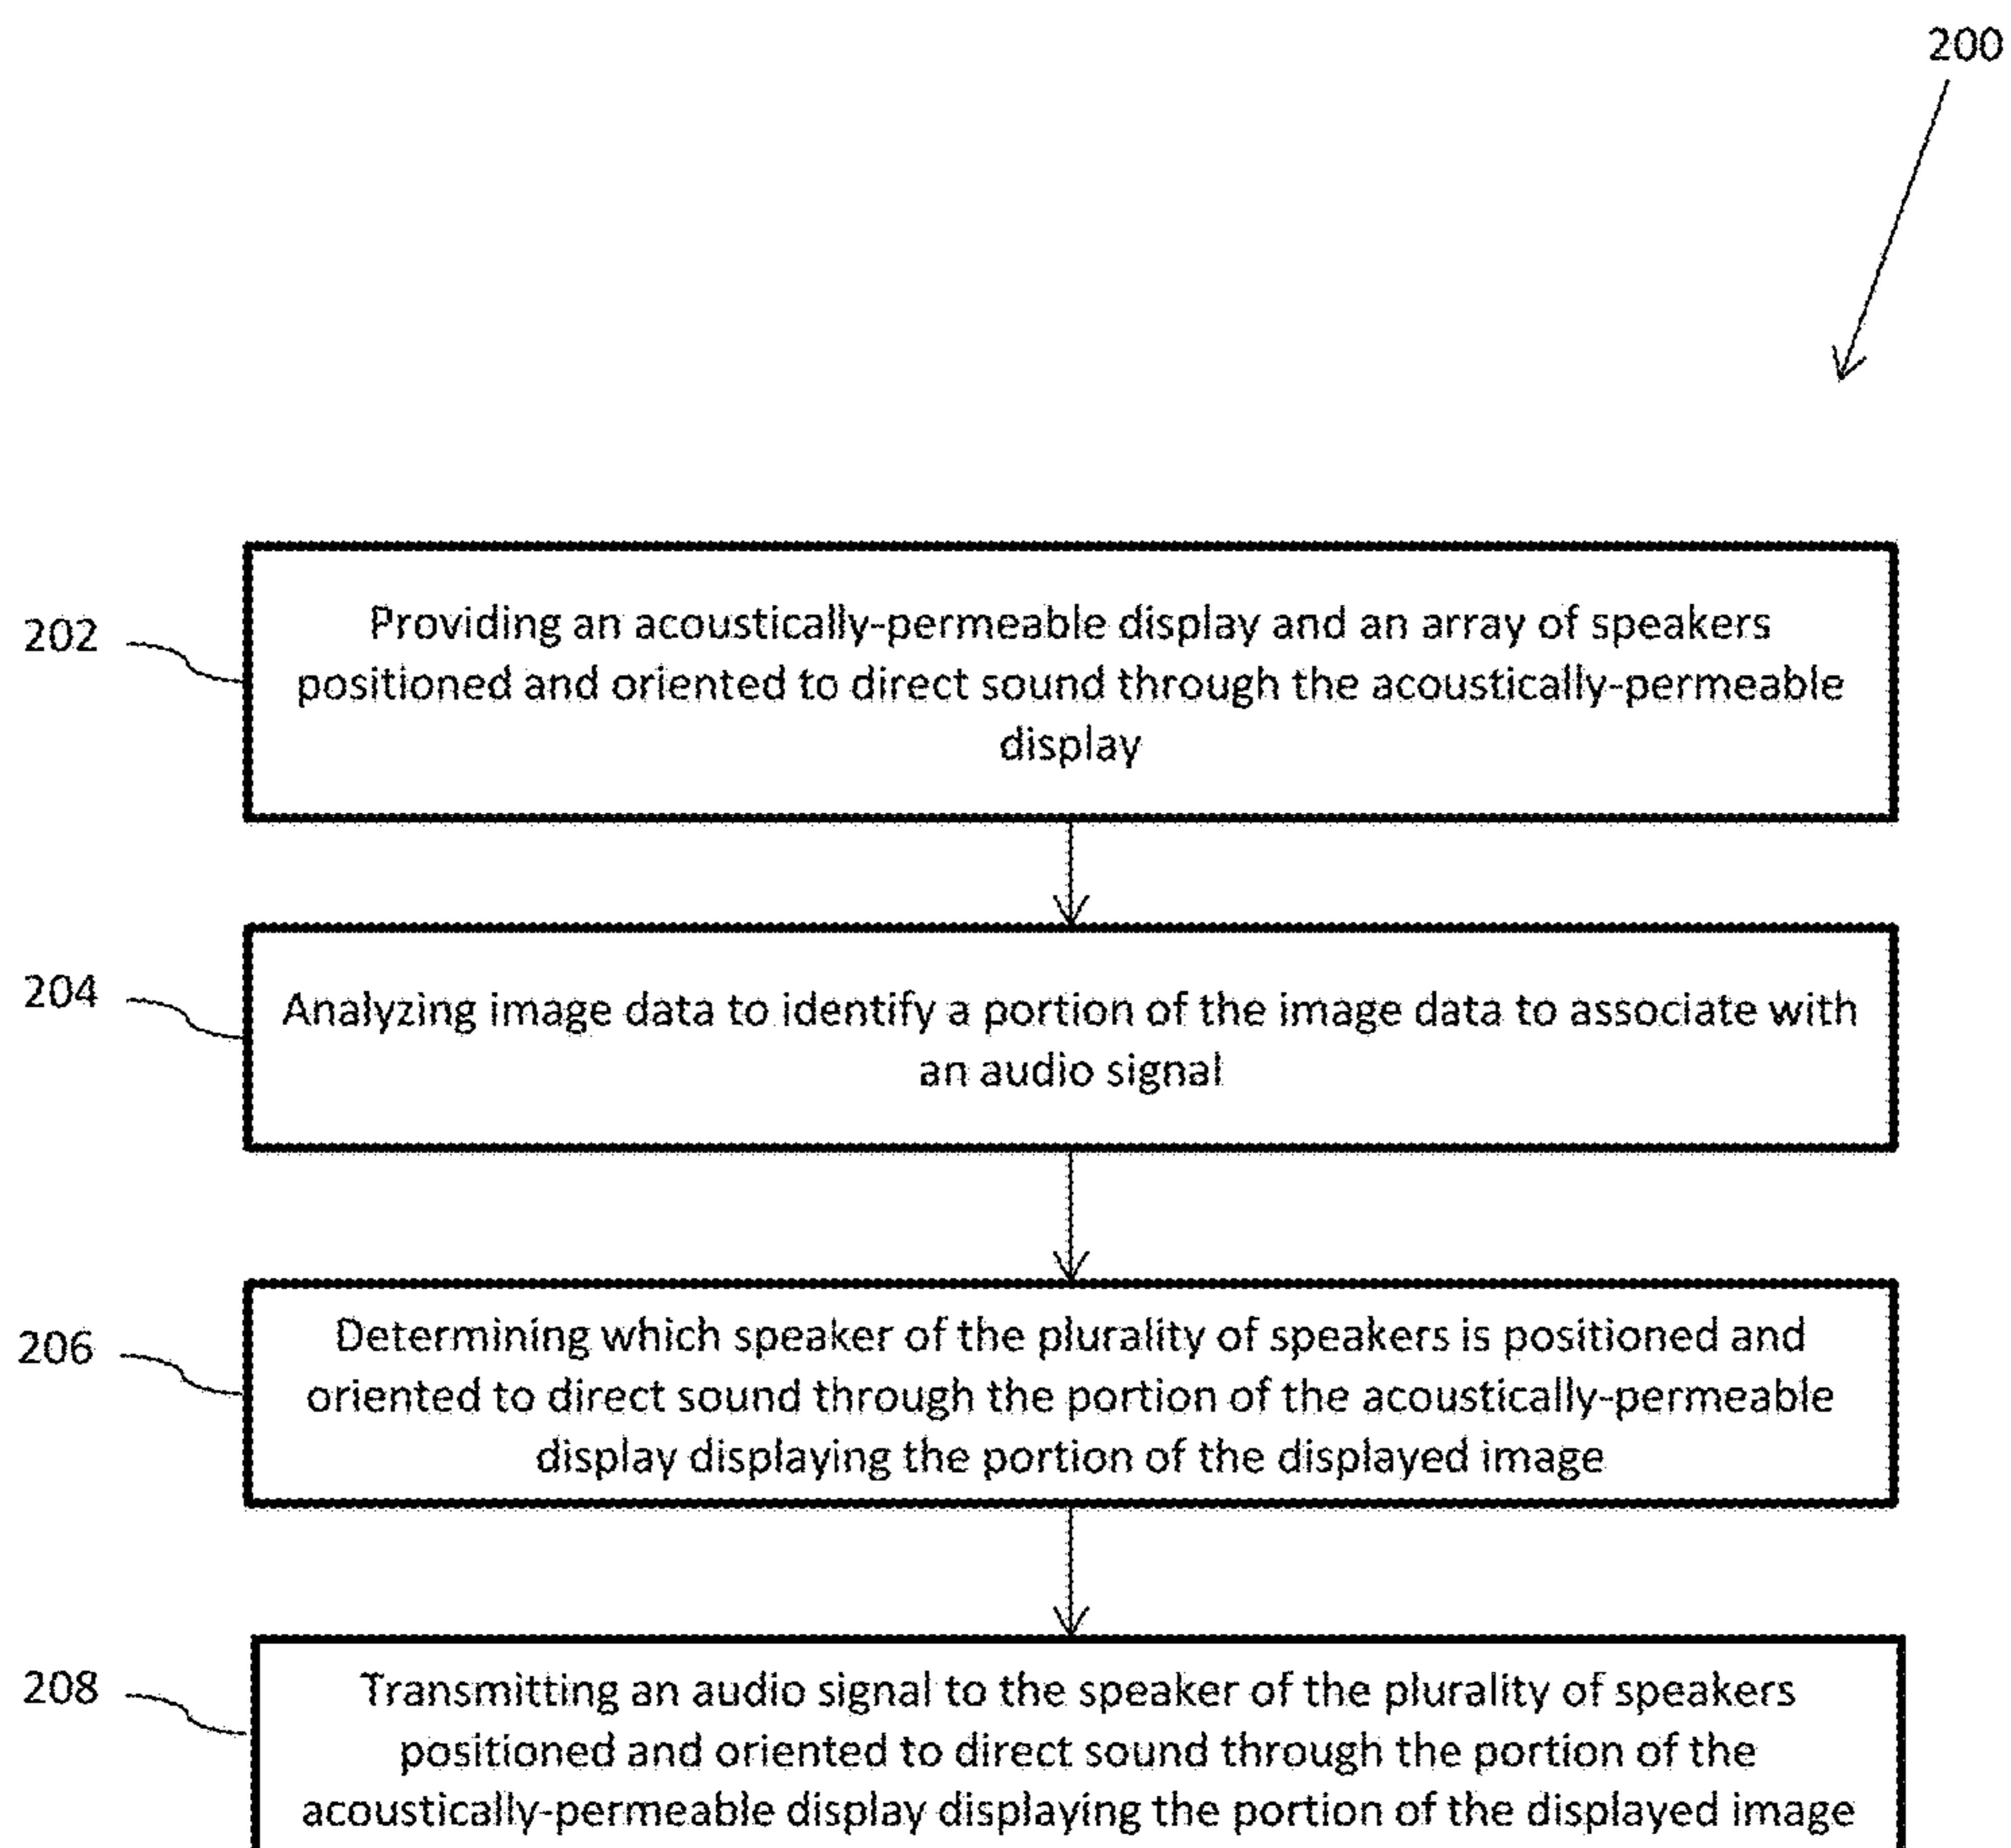 200
202
Providing an acoustically-permeable display and an array of speakers
positioned and oriented to direct sound through the acoustically-permeable
display
204
Analyzing image data to identify a portion of the image data to associate with
an audio signal
206
Determining which speaker of the plurality of speakers is positioned and
oriented to direct sound through the portion of the acoustically-permeable
display displaying the portion of the displayed image
208
Transmitting an audio signal to the speaker of the plurality of speakers
positioned and oriented to direct sound through the portion of the
acoustically-permeable display displaying the portion of the displayed image